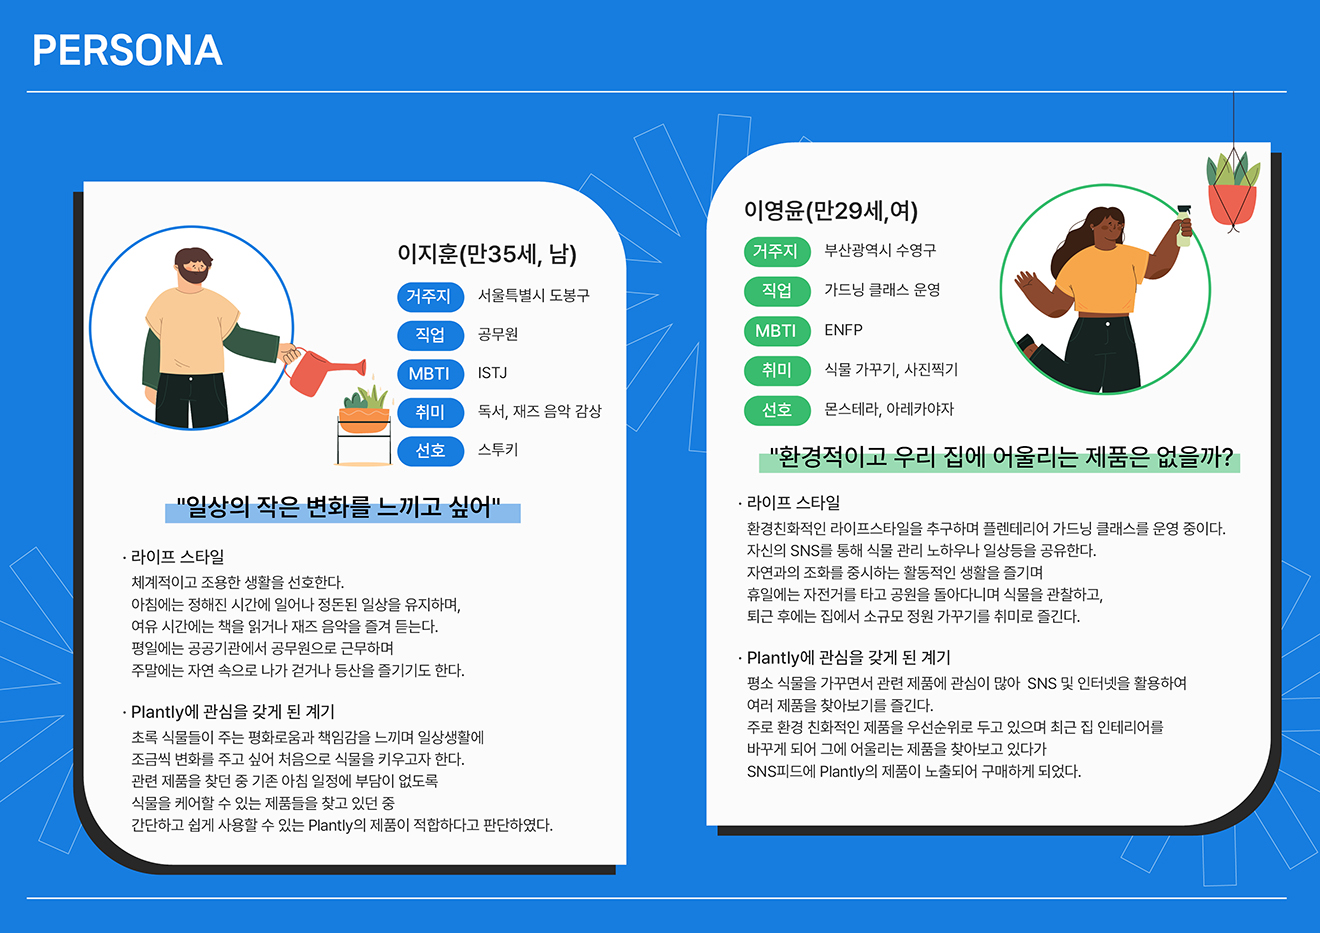 PERSONA
이지훈(만35세, 남)
거주지 서울특별시 도봉구
직업 공무원
MBTI ISTJ
취미 독서, 재즈 음악 감상
선호 스투키
"일상의 작은 변화를 느끼고 싶어"
· 라이프 스타일
체계적이고 조용한 생활을 선호한다.
아침에는 정해진 시간에 일어나 정돈된 일상을 유지하며,
여유 시간에는 책을 읽거나 재즈 음악을 즐겨 듣는다.
평일에는 공공기관에서 공무원으로 근무하며
주말에는 자연 속으로 나가 걷거나 등산을 즐기기도 한다.
· Plantly에 관심을 갖게 된 계기
초록 식물들이 주는 평화로움과 책임감을 느끼며 일상생활에
조금씩 변화를 주고 싶어 처음으로 식물을 키우고자 한다.
관련 제품을 찾던 중 기존 아침 일정에 부담이 없도록
식물을 케어할 수 있는 제품들을 찾고 있던 중
간단하고 쉽게 사용할 수 있는 Plantly의 제품이 적합하다고 판단하였다.
이영윤(만29세,여)
거주지 부산광역시 수영구
직업 가드닝 클래스 운영
MBTI ENFP
취미 식물 가꾸기, 사진찍기
선호 몬스테라, 아레카야자
"환경적이고 우리 집에 어울리는 제품은 없을까?
· 라이프 스타일
환경친화적인 라이프스타일을 추구하며 플렌테리어 가드닝 클래스를 운영 중이다.
자신의 SNS를 통해 식물 관리 노하우나 일상등을 공유한다.
자연과의 조화를 중시하는 활동적인 생활을 즐기며
휴일에는 자전거를 타고 공원을 돌아다니며 식물을 관찰하고,
퇴근 후에는 집에서 소규모 정원 가꾸기를 취미로 즐긴다.
· Plantly에 관심을 갖게 된 계기
평소 식물을 가꾸면서 관련 제품에 관심이 많아 SNS 및 인터넷을 활용하여
여러 제품을 찾아보기를 즐긴다.
주로 환경 친화적인 제품을 우선순위로 두고 있으며 최근 집 인테리어를
바꾸게 되어 그에 어울리는 제품을 찾아보고 있다가
SNS피드에 Plantly의 제품이 노출되어 구매하게 되었다.